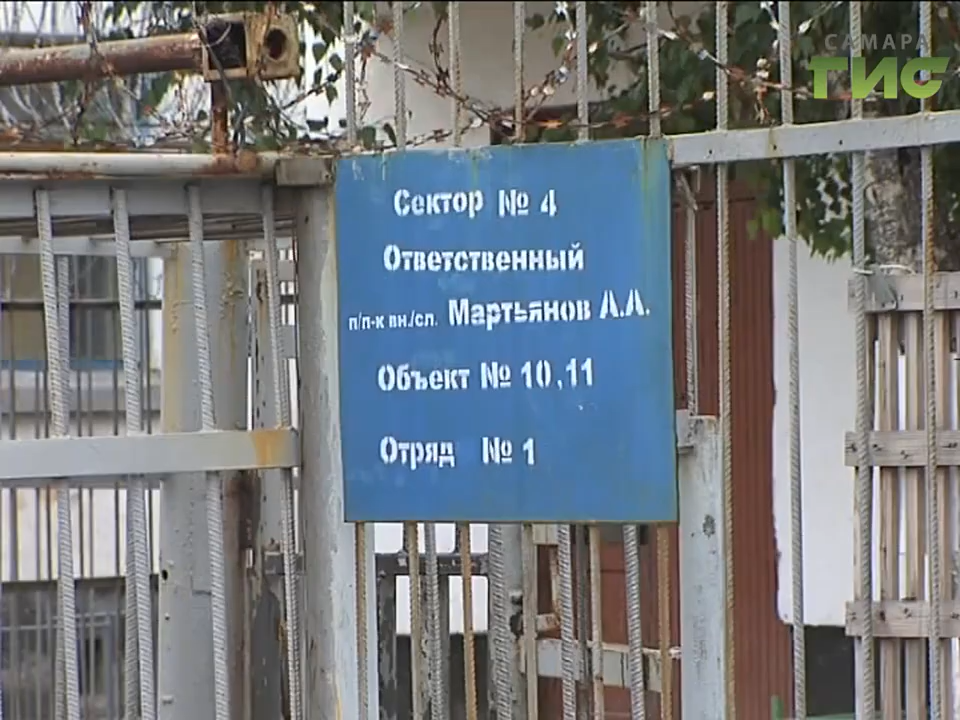 САМАРА
ГИС
Сектор № 4
Ответственный
п/п-к вн./сл. Мартьянов А.А.
Объект № 10,11
Отряд № 1